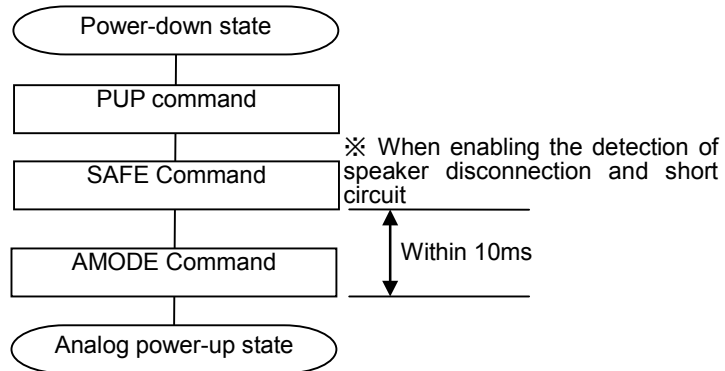 Power-down state
PUP command
※ When enabling the detection of
speaker disconnection and short
circuit
SAFE Command
Within 10ms
AMODE Command
Analog power-up state